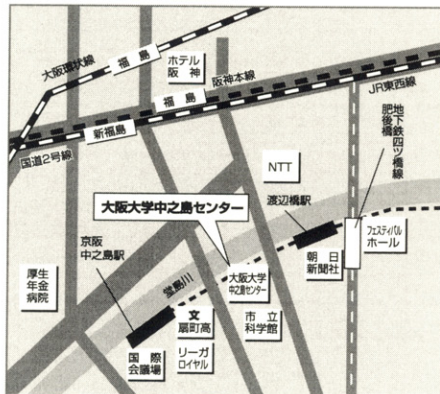 大阪環状線
福島
ホテル
阪神
阪神本線
福島
JR東西線
新福島
国道2号線
地下鉄四ツ橋線
肥後橋
NTT
大阪大学中之島センター
渡辺橋駅
京阪
中之島駅
フェスティバル
ホール
朝日
新聞社
厚生
年金
病院
堂島川
大阪大学
中之島センター
文
扇町高
市立
科学館
国際
会議場
リーガ
ロイヤル